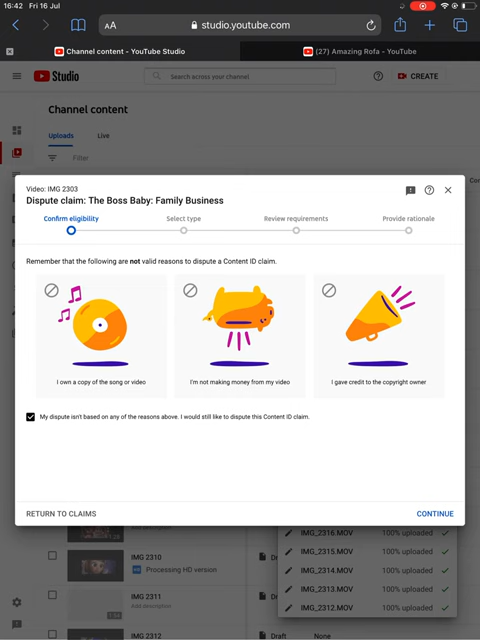 16:42 Fri 16 Jul
AA
studio.youtube.com
Channel content - YouTube Studio
(27) Amazing Rofa - YouTube
Studio
Search across your channel
CREATE
Channel content
Uploads
Live
Filter
Video: IMG 2303
Dispute claim: The Boss Baby: Family Business
Confirm eligibility
Select type
Review requirements
Provide rationale
Remember that the following are not valid reasons to dispute a Content ID claim.
I own a copy of the song or video
I'm not making money from my video
I gave credit to the copyright owner
My dispute isn't based on any of the reasons above. I would still like to dispute this Content ID claim.
RETURN TO CLAIMS
CONTINUE
Add description
IMG_2316.MOV 100% uploaded
IMG 2310
Processing HD version
IMG_2315.MOV 100% uploaded
IMG_2314.MOV 100% uploaded
IMG 2311
Add description
IMG_2313.MOV 100% uploaded
IMG_2312.MOV 100% uploaded
IMG 2312
Draft
None